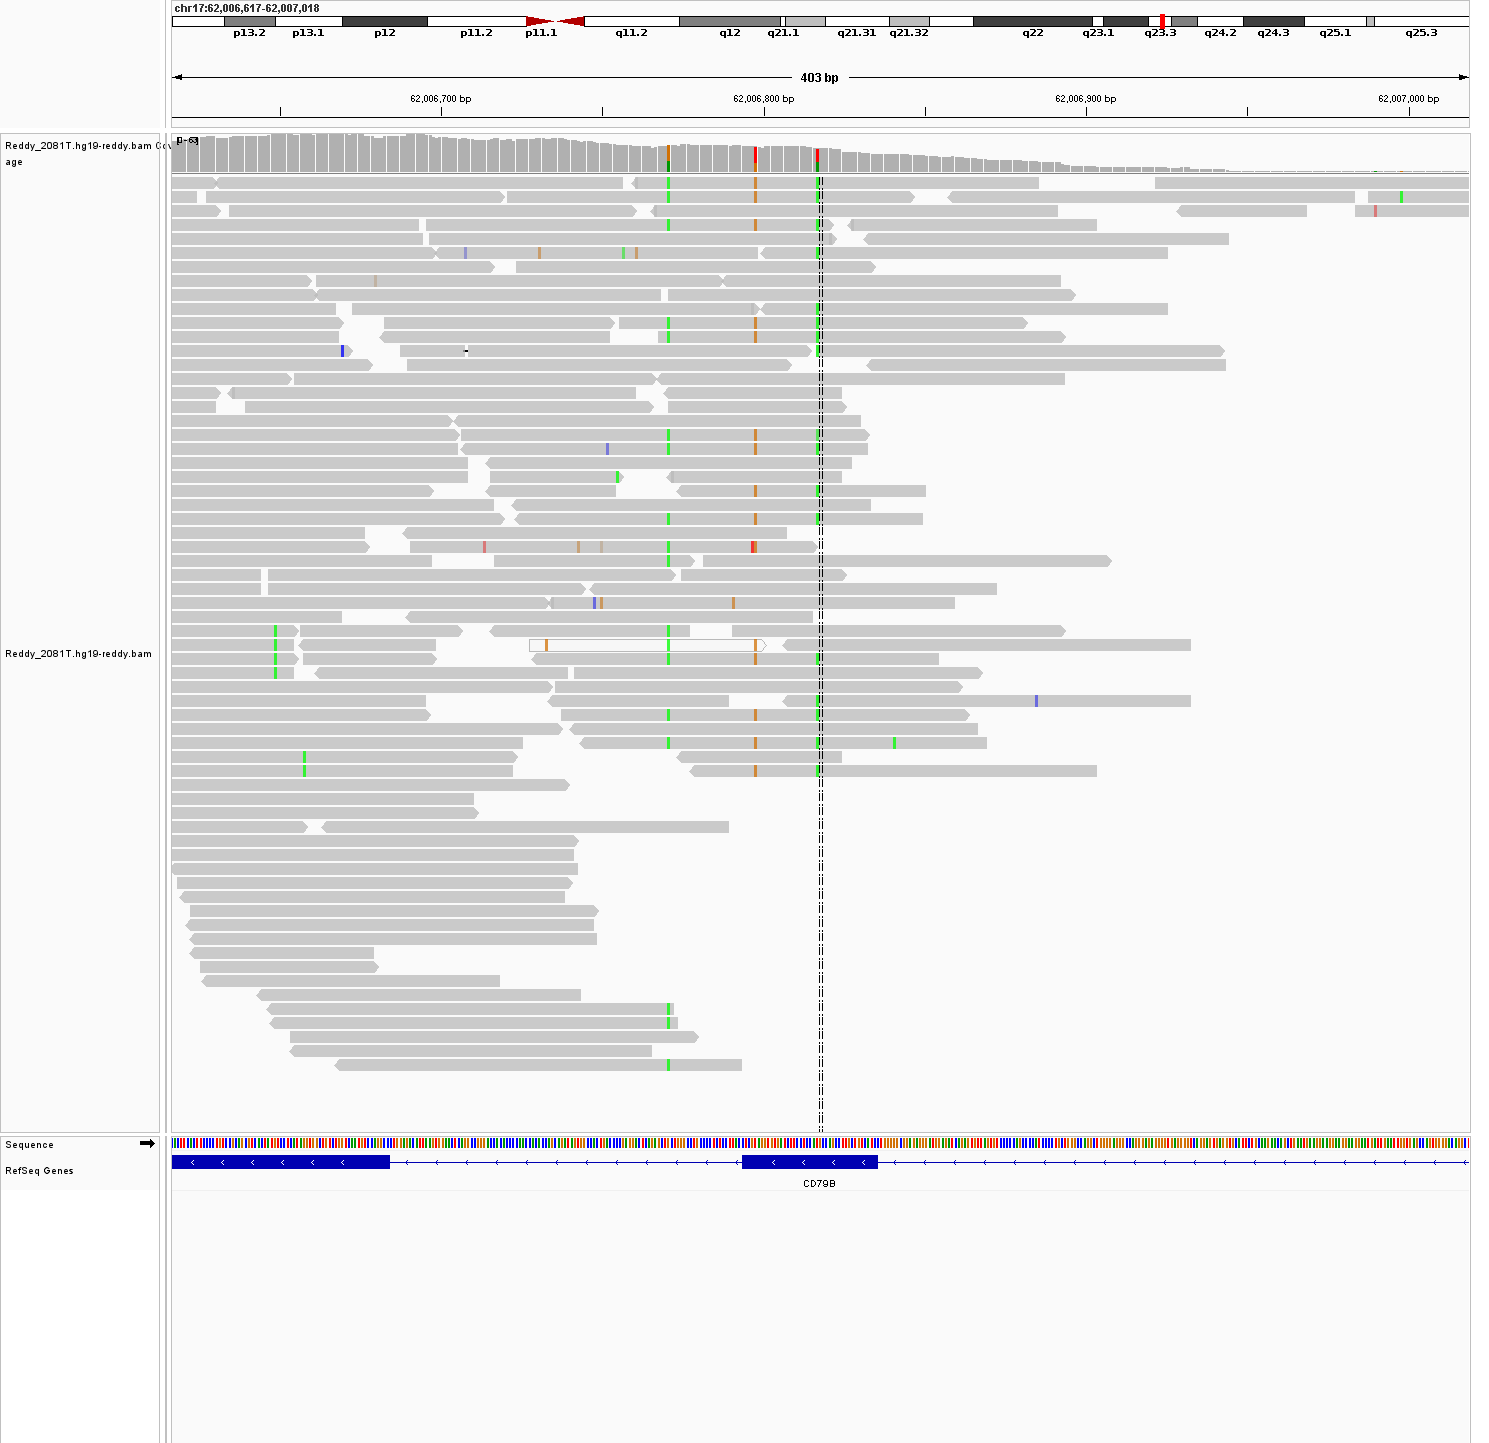 chr17:62,006,617-62,007,018
p13.2 p13.1 p12 p11.2 p11.1 q11.2 q12 q21.1 q21.31 q21.32 q22 q23.1 q23.3 q24.2 q24.3 q25.1 q25.3
403 bp
62,006,700 bp 62,006,800 bp 62,006,900 bp 62,007,000 bp
Reddy_2081T.hg19-reddy.bam Cov
age
Reddy_2081T.hg19-reddy.bam
Sequence
RefSeq Genes
CD79B